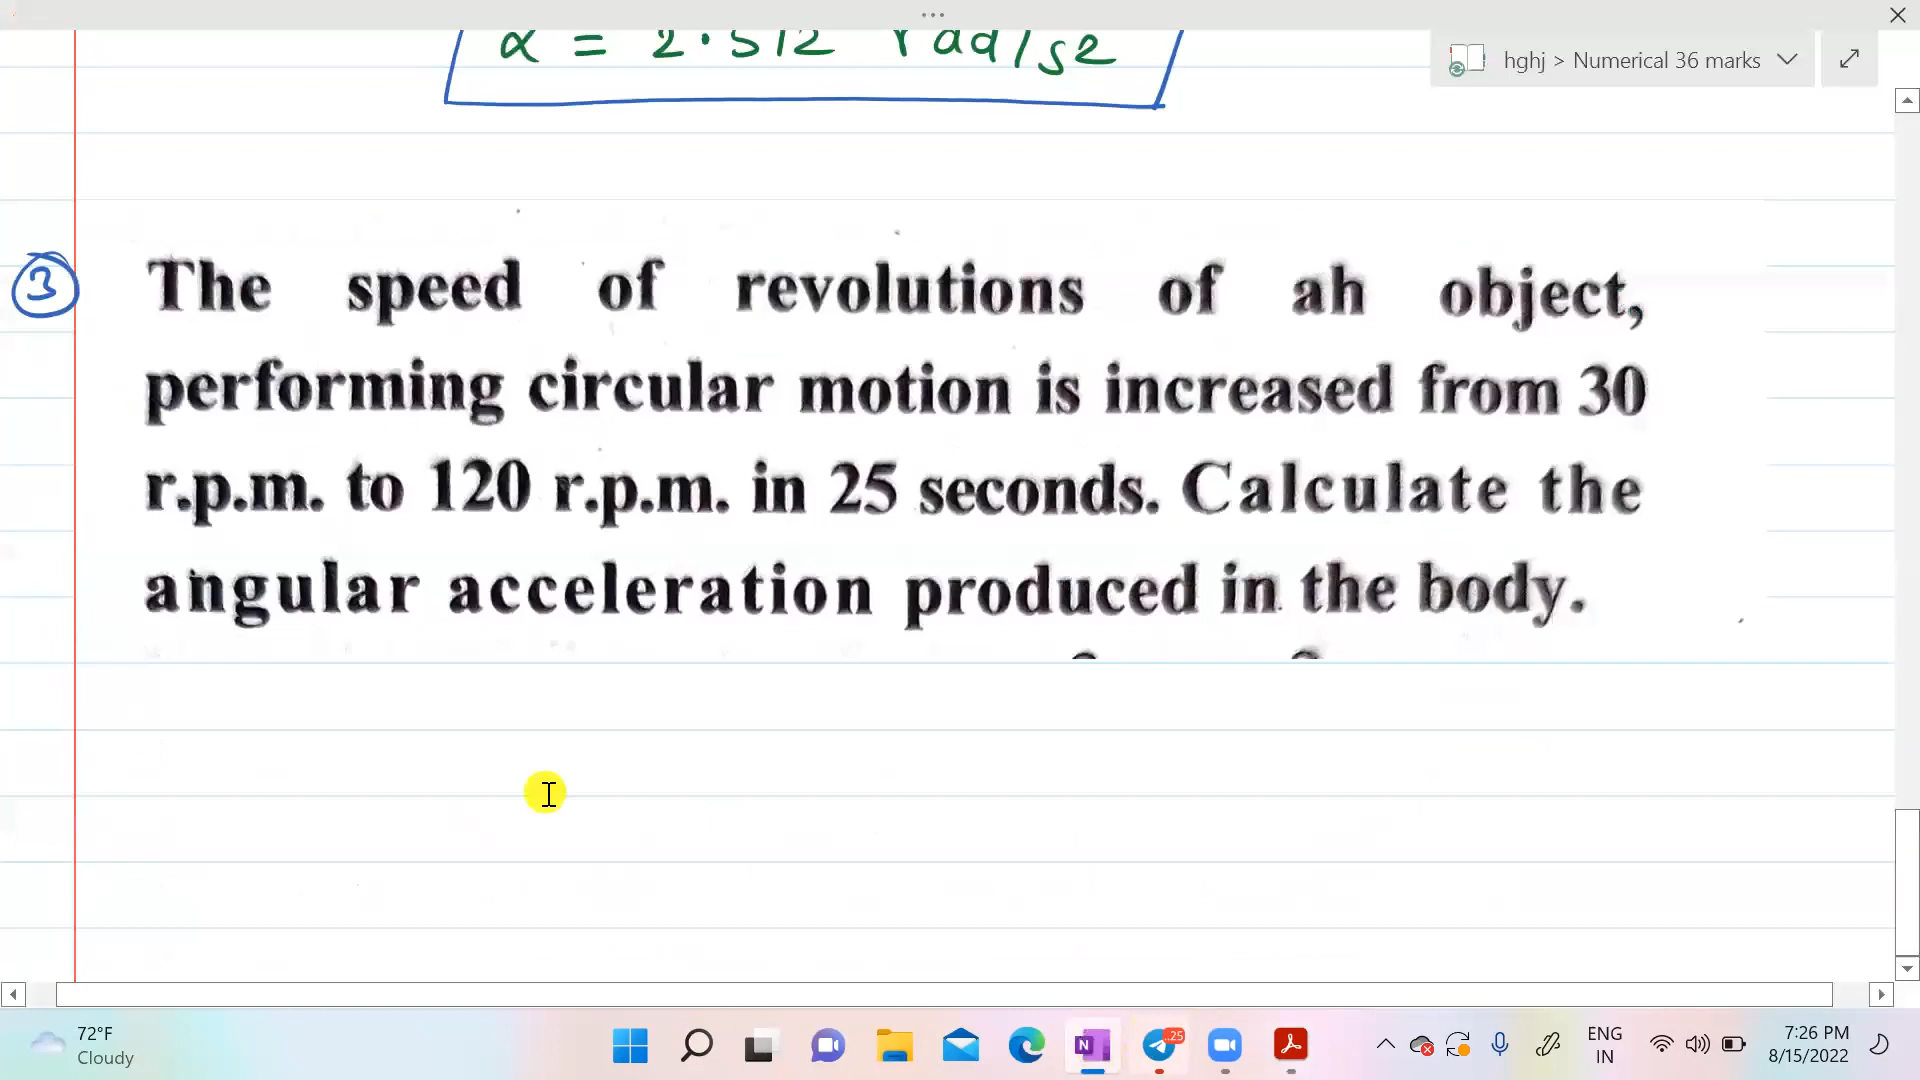 α = 2.512 rad/s2
hghj > Numerical 36 marks
3
The speed of revolutions of ah object,
performing circular motion is increased from 30
r.p.m. to 120 r.p.m. in 25 seconds. Calculate the
angular acceleration produced in the body.
72°F
Cloudy
N
25
ENG
IN
7:26 PM
8/15/2022